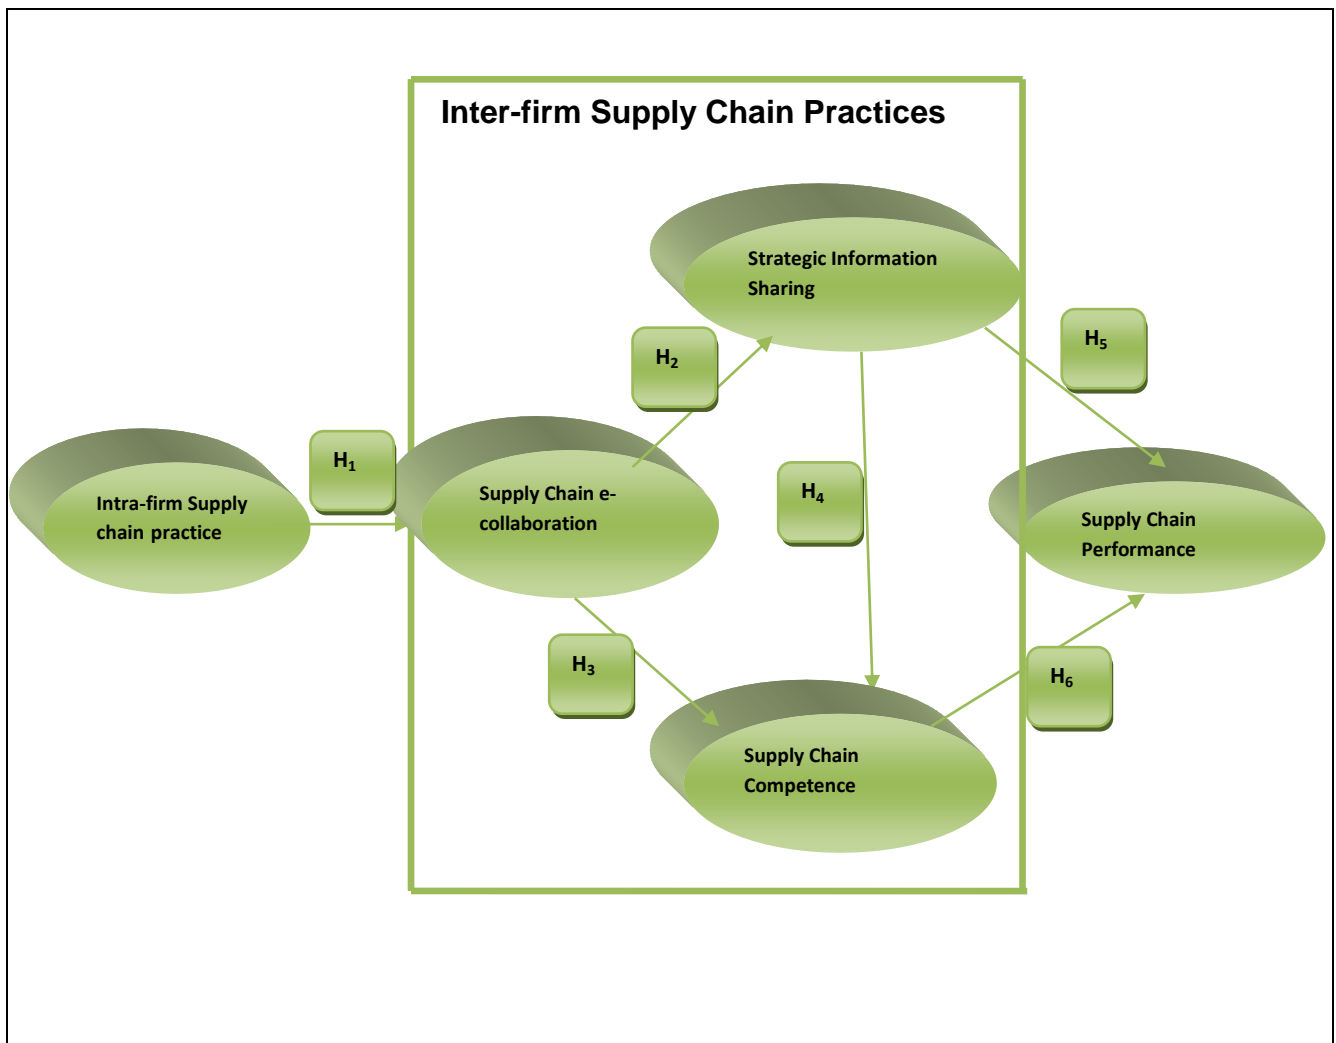 Inter-firm Supply Chain Practices
Strategic Information
Sharing
H₂
H₅
H₁
Intra-firm Supply
chain practice
Supply Chain e-
collaboration
H₄
Supply Chain
Performance
H₃
H₆
Supply Chain
Competence